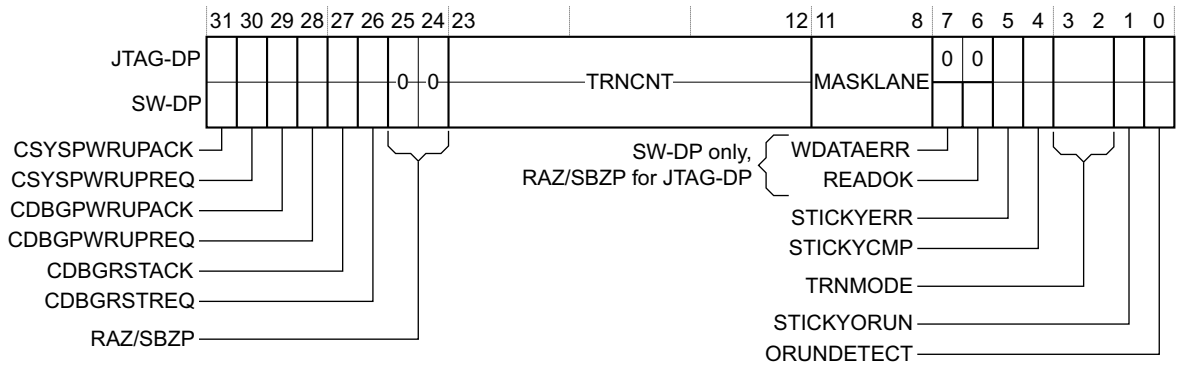 31 30 29 28 27 26 25 24 23 12 11 8 7 6 5 4 3 2 1 0
JTAG-DP 0 0
0 0 TRNCNT MASKLANE
SW-DP
CSYSPWRUPACK
CSYSPWRUPREQ
CDBGPWRUPACK
CDBGPWRUPREQ
CDBGRSTACK
CDBGRSTREQ
RAZ/SBZP
SW-DP only,
RAZ/SBZP for JTAG-DP
WDATAERR
READOK
STICKYERR
STICKYCMP
TRNMODE
STICKYORUN
ORUNDETECT